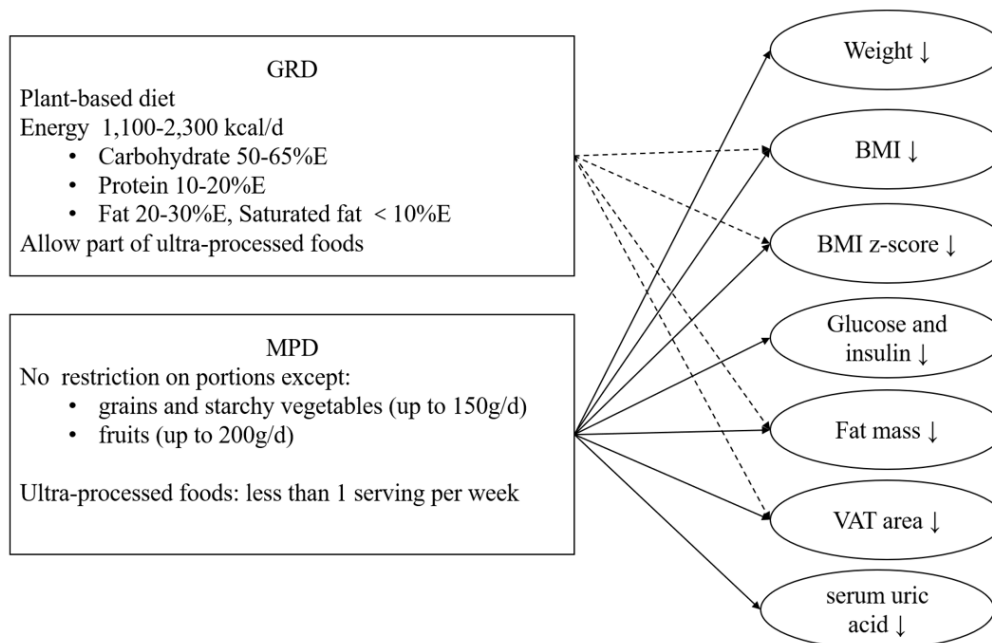 GRD
Plant-based diet
Energy 1,100-2,300 kcal/d
• Carbohydrate 50-65%E
• Protein 10-20%E
• Fat 20-30%E, Saturated fat < 10%E
Allow part of ultra-processed foods
MPD
No restriction on portions except:
• grains and starchy vegetables (up to 150g/d)
• fruits (up to 200g/d)
Ultra-processed foods: less than 1 serving per week
Weight ↓
BMI ↓
BMI z-score ↓
Glucose and
insulin ↓
Fat mass ↓
VAT area ↓
serum uric
acid ↓